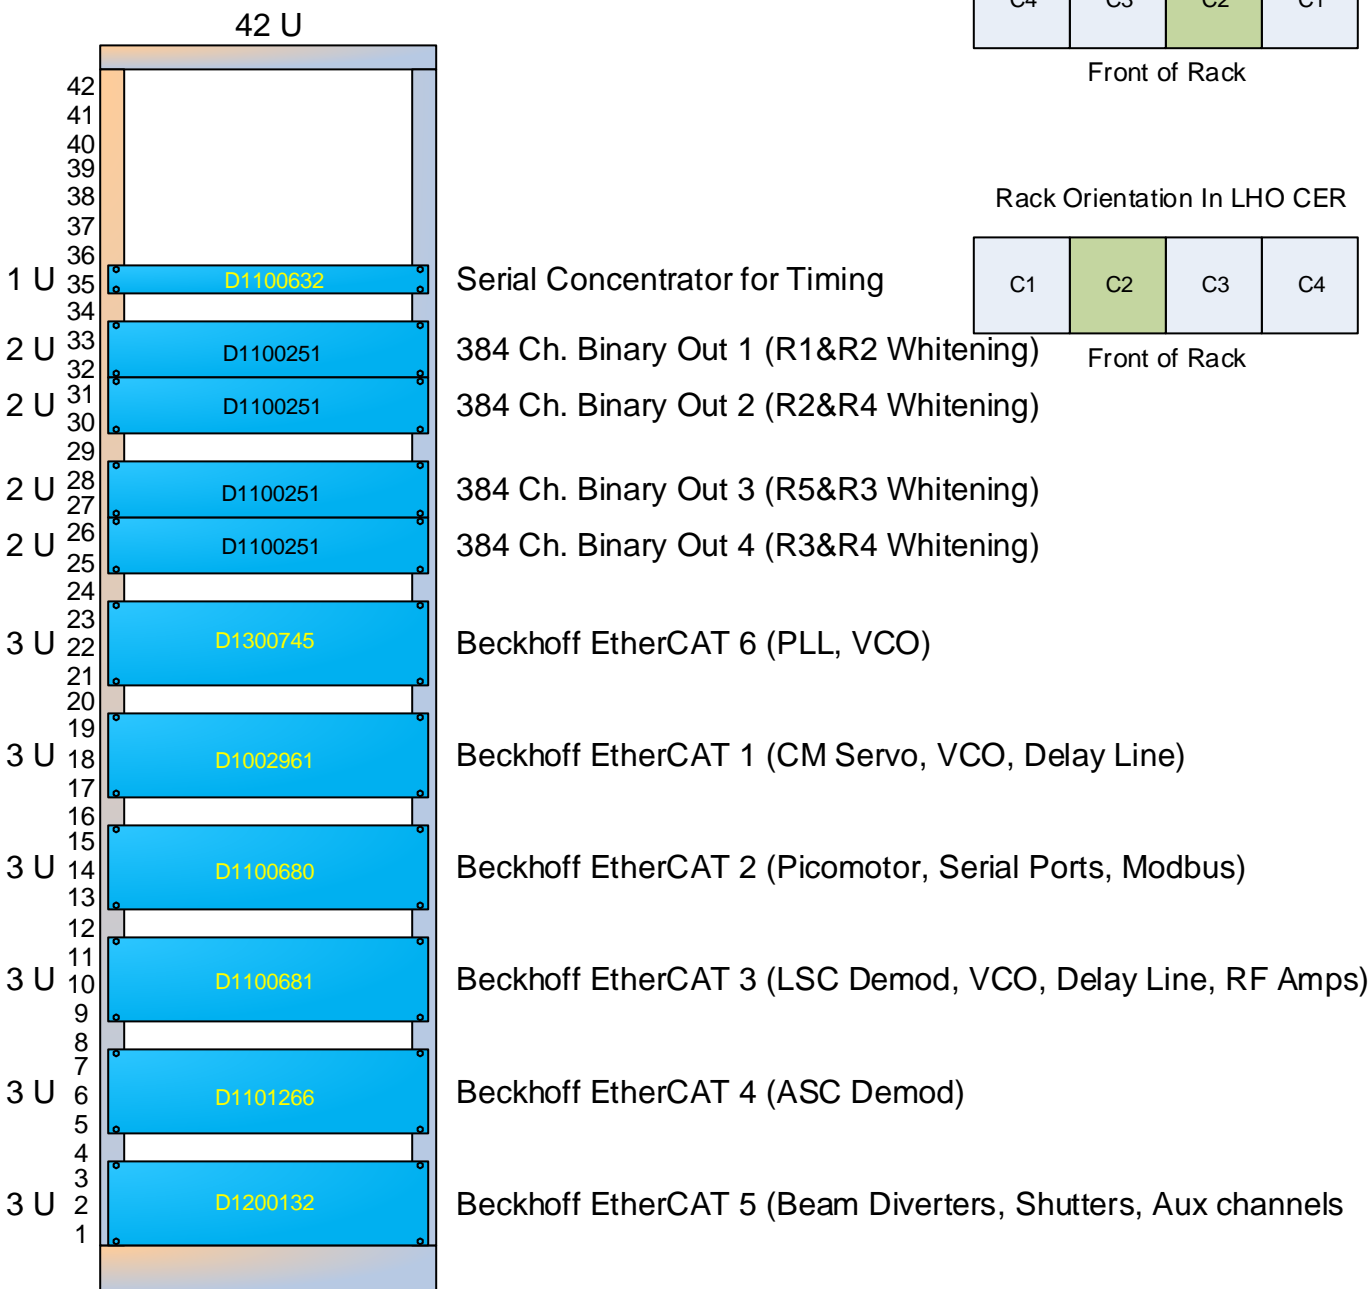 C4 C3 C2 C1
Front of Rack
42 U
42
41
40
39
38
37
36
Rack Orientation In LHO CER
C1 C2 C3 C4
Front of Rack
1 U 35 D1100632 Serial Concentrator for Timing
34
2 U 33 D1100251 384 Ch. Binary Out 1 (R1&R2 Whitening)
32
2 U 31 D1100251 384 Ch. Binary Out 2 (R2&R4 Whitening)
30
29
2 U 28 D1100251 384 Ch. Binary Out 3 (R5&R3 Whitening)
27
2 U 26 D1100251 384 Ch. Binary Out 4 (R3&R4 Whitening)
25
24
23
3 U 22 D1300745 Beckhoff EtherCAT 6 (PLL, VCO)
21
20
19
3 U 18 D1002961 Beckhoff EtherCAT 1 (CM Servo, VCO, Delay Line)
17
16
15
3 U 14 D1100680 Beckhoff EtherCAT 2 (Picomotor, Serial Ports, Modbus)
13
12
11
3 U 10 D1100681 Beckhoff EtherCAT 3 (LSC Demod, VCO, Delay Line, RF Amps)
9
8
7
3 U 6 D1101266 Beckhoff EtherCAT 4 (ASC Demod)
5
4
3
3 U 2 D1200132 Beckhoff EtherCAT 5 (Beam Diverters, Shutters, Aux channels
1